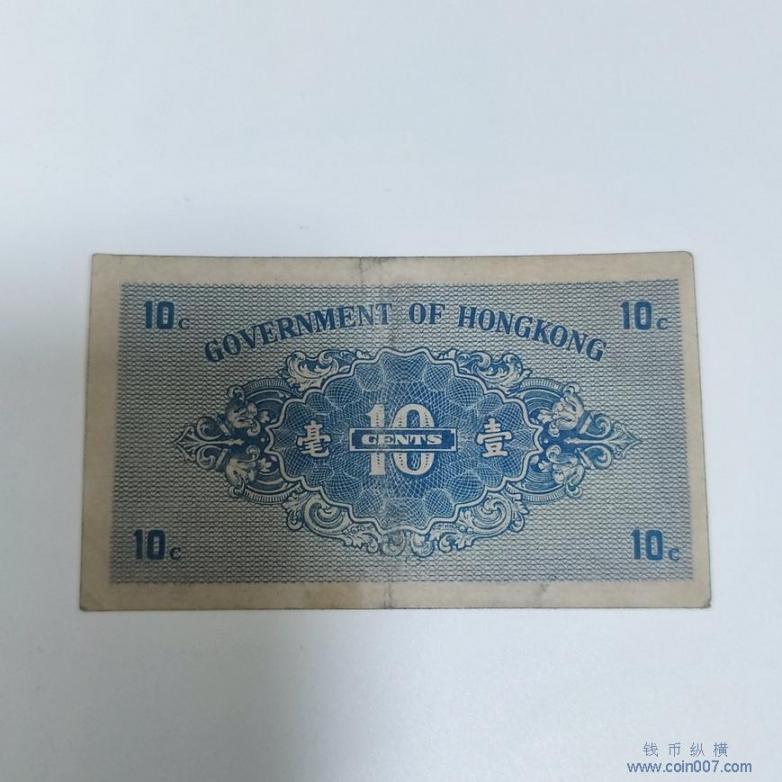 10c 10c
GOVERNMENT OF HONGKONG
毫 10 壹
CENTS
10c 10c
钱币纵横
www.coin007.com